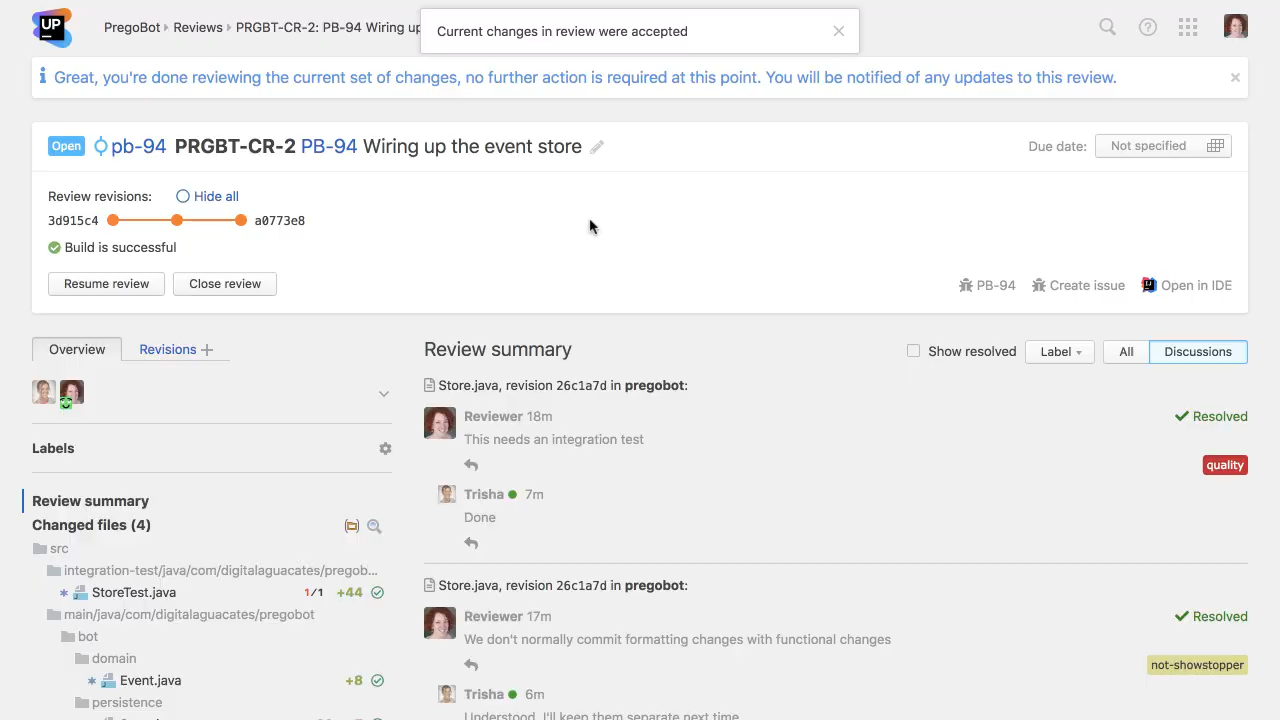 UP
PregoBot Reviews PRGBT-CR-2: PB-94 Wiring up
Current changes in review were accepted
Great, you're done reviewing the current set of changes, no further action is required at this point. You will be notified of any updates to this review.
Open pb-94 PRGBT-CR-2 PB-94 Wiring up the event store
Due date: Not specified
Review revisions: Hide all
3d915c4 a0773e8
Build is successful
Resume review Close review
PB-94 Create issue Open in IDE
Overview Revisions
Labels
Review summary
Changed files (4)
src
integration-test/java/com/digitalaguacates/pregob...
StoreTest.java 1/1 +44
main/java/com/digitalaguacates/pregobot
bot
domain
Event.java +8
persistence
Review summary
Show resolved Label All Discussions
Store.java, revision 26c1a7d in pregobot:
Reviewer 18m Resolved
This needs an integration test
quality
Trisha 7m
Done
Store.java, revision 26c1a7d in pregobot:
Reviewer 17m Resolved
We don't normally commit formatting changes with functional changes
not-showstopper
Trisha 6m
Understood, I'll keep them separate next time